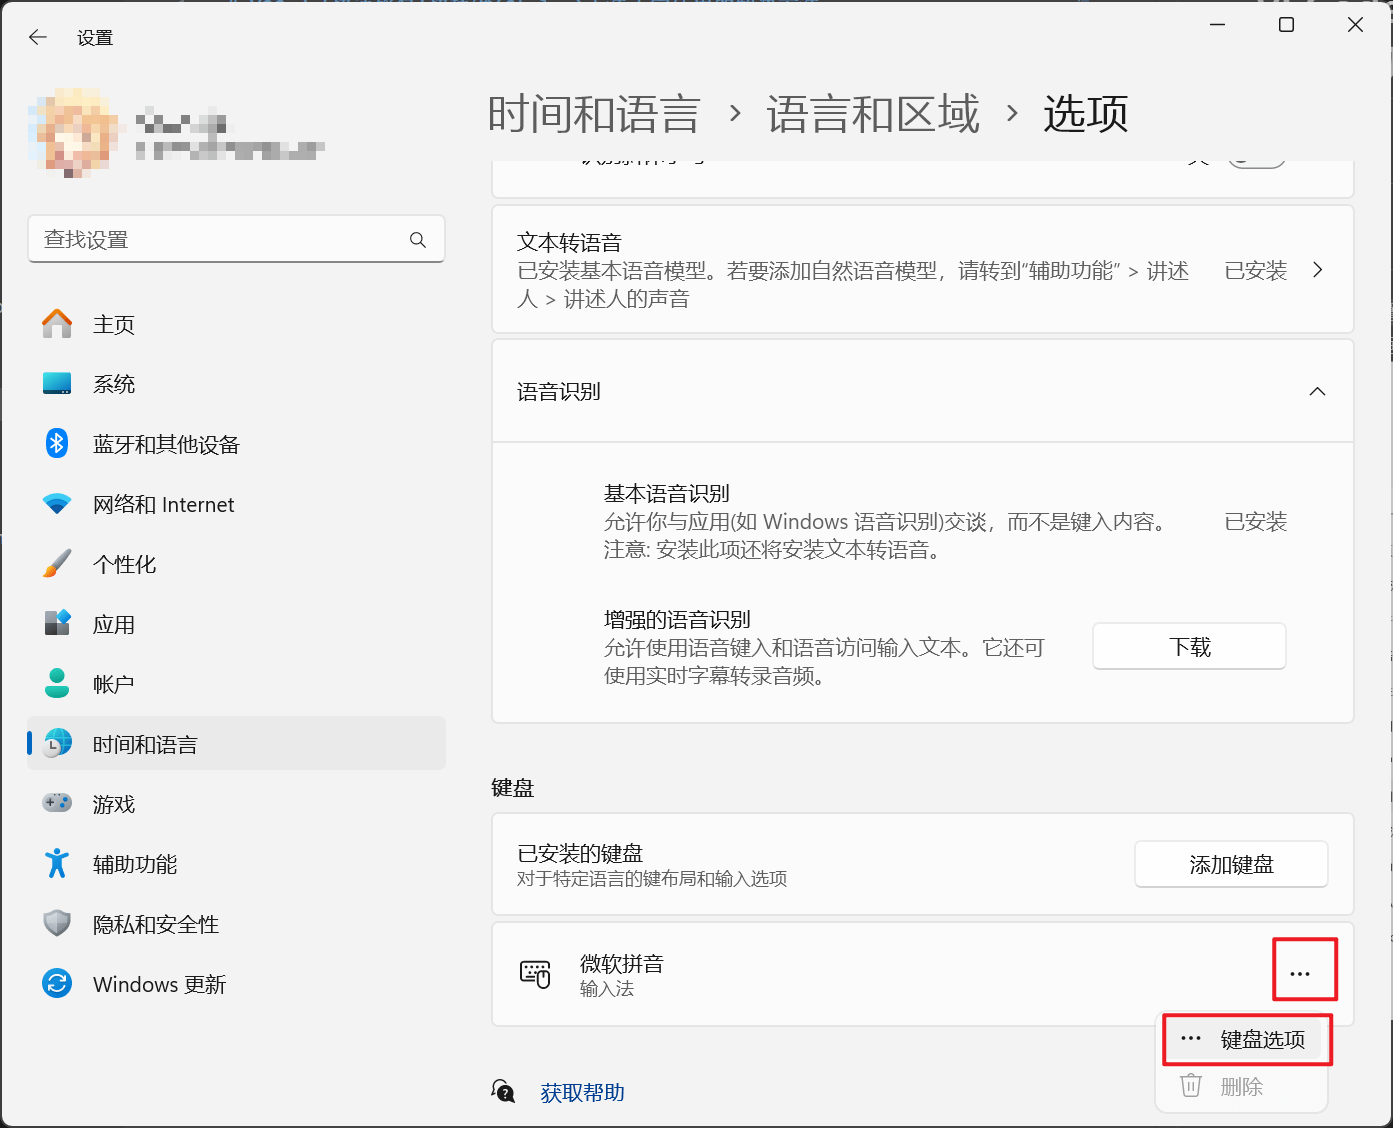 设置
时间和语言 › 语言和区域 › 选项
查找设置
主页
系统
蓝牙和其他设备
网络和 Internet
个性化
应用
帐户
时间和语言
游戏
辅助功能
隐私和安全性
Windows 更新
文本转语音
已安装基本语音模型。若要添加自然语音模型，请转到“辅助功能” > 讲述
人 > 讲述人的声音
已安装
语音识别
基本语音识别
允许你与应用(如 Windows 语音识别)交谈，而不是键入内容。
注意: 安装此项还将安装文本转语音。
已安装
增强的语音识别
允许使用语音键入和语音访问输入文本。它还可
使用实时字幕转录音频。
下载
键盘
已安装的键盘
对于特定语言的键布局和输入选项
添加键盘
微软拼音
输入法
键盘选项
删除
获取帮助